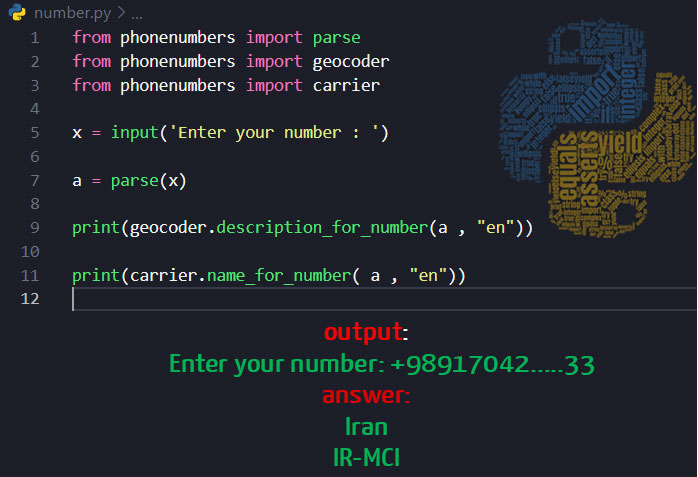 number.py > ...
1 from phonenumbers import parse
2 from phonenumbers import geocoder
3 from phonenumbers import carrier
4
5 x = input('Enter your number : ')
6
7 a = parse(x)
8
9 print(geocoder.description_for_number(a , "en"))
10
11 print(carrier.name_for_number( a , "en"))
12
import
integer
yield
equals
asserts
output:
Enter your number: +98917042.....33
answer:
Iran
IR-MCI